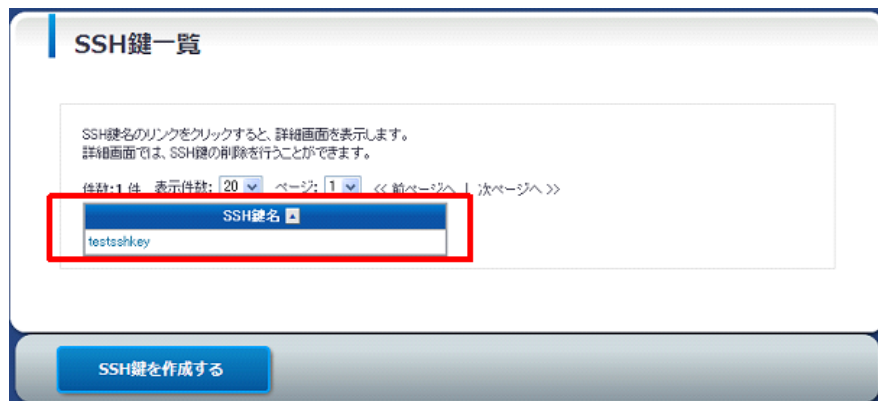 SSH鍵一覧
SSH鍵名のリンクをクリックすると、詳細画面を表示します。
詳細画面では、SSH鍵の削除を行うことができます。
件数:1 件 表示件数: 20 ページ: 1 << 前ページへ | 次ページへ >>
SSH鍵名
testsshkey
SSH鍵を作成する